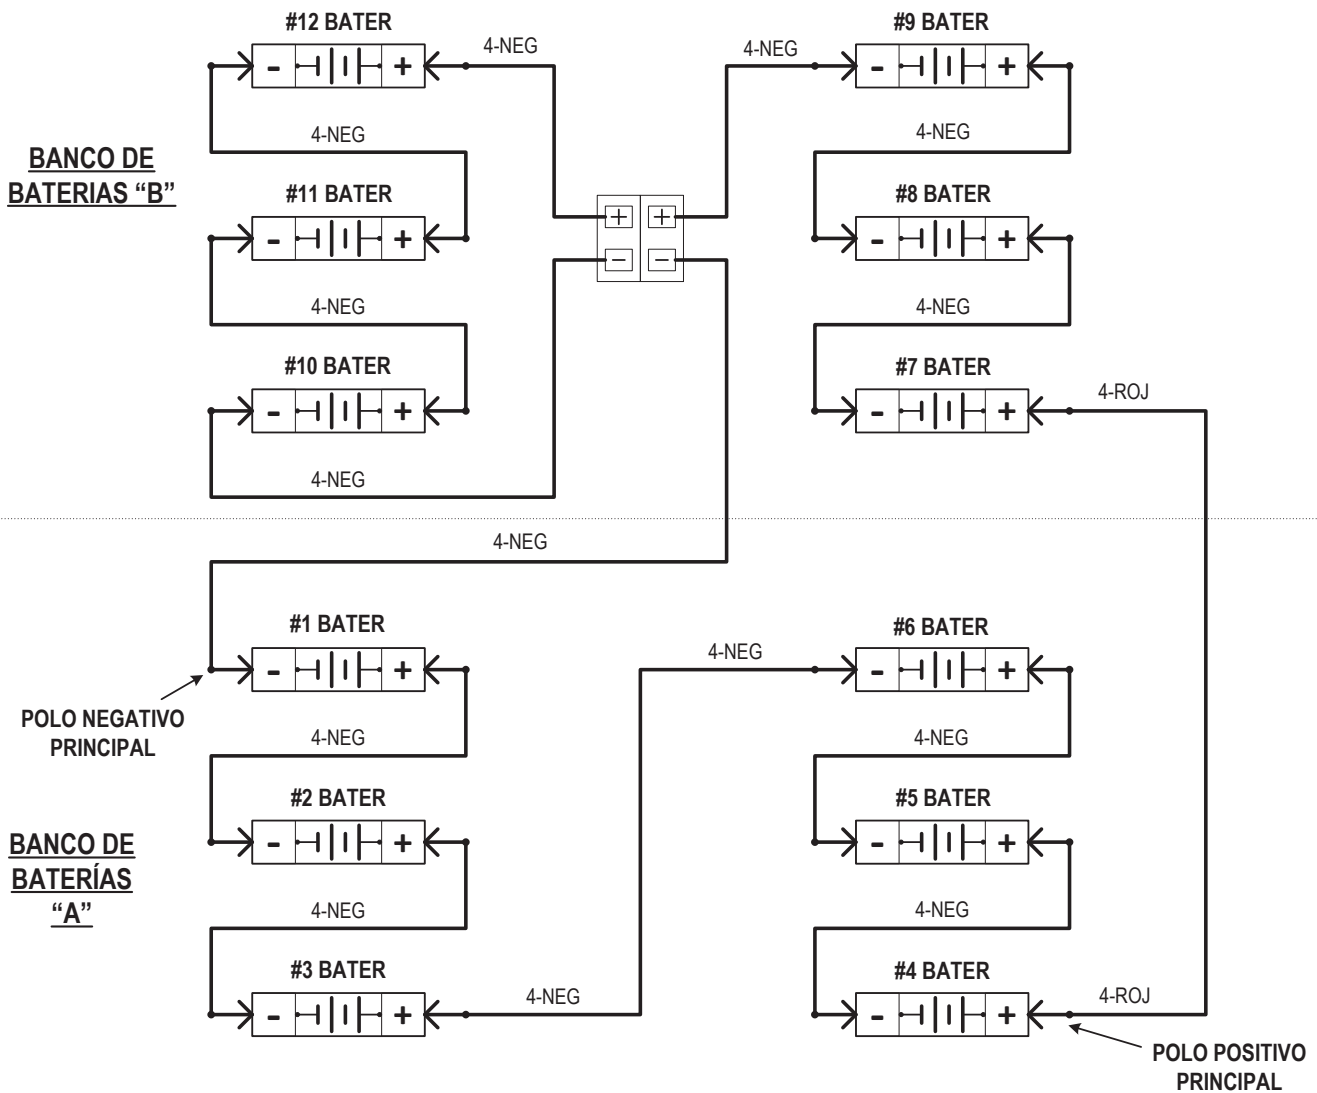 #12 BATER
#9 BATER
4-NEG
4-NEG
- +
- +
4-NEG
4-NEG
BANCO DE
BATERIAS “B”
#11 BATER
#8 BATER
+ +
- +
- +
- -
4-NEG
4-NEG
#10 BATER
#7 BATER
4-ROJ
- +
- +
4-NEG
4-NEG
#1 BATER
#6 BATER
4-NEG
- +
- +
POLO NEGATIVO
PRINCIPAL
4-NEG
4-NEG
#2 BATER
#5 BATER
- +
- +
BANCO DE
BATERÍAS
“A”
4-NEG
4-NEG
#3 BATER
#4 BATER
4-NEG
4-ROJ
- +
- +
POLO POSITIVO
PRINCIPAL